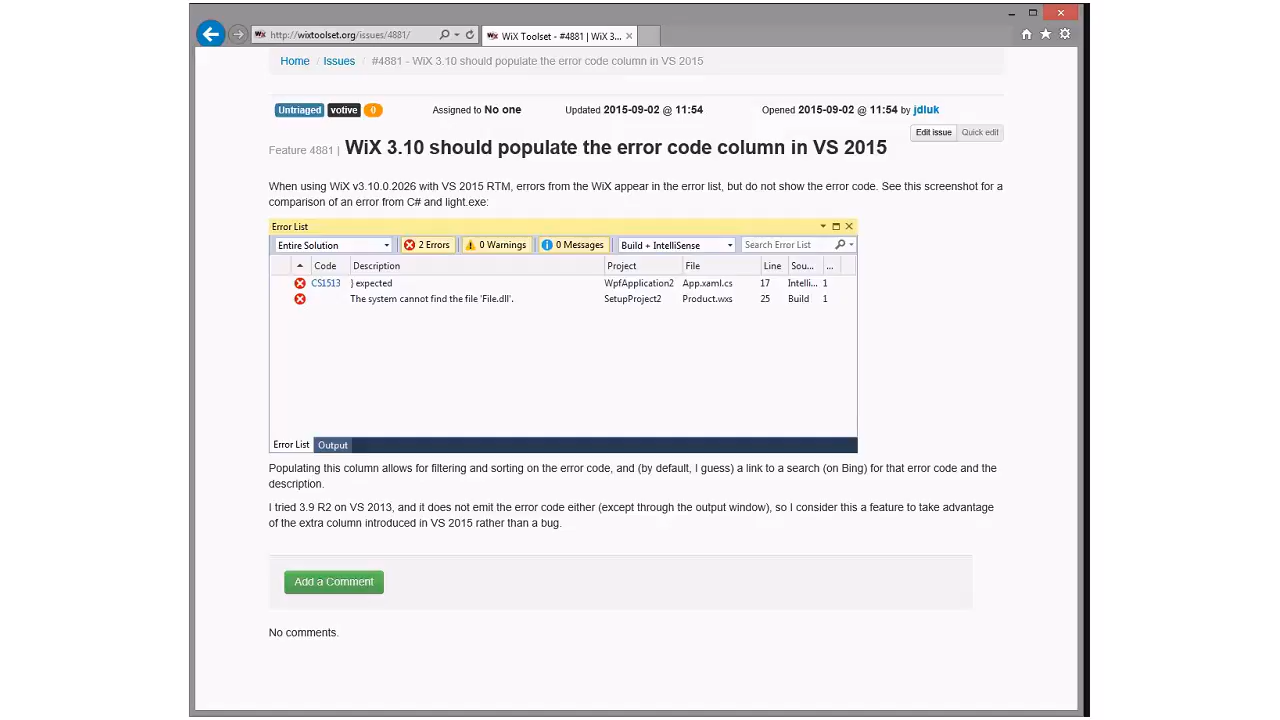 http://wixtoolset.org/issues/4881/
WiX Toolset - #4881 | WiX 3...
Home Issues #4881 - WiX 3.10 should populate the error code column in VS 2015
Untriaged votive 0 Assigned to No one Updated 2015-09-02 @ 11:54 Opened 2015-09-02 @ 11:54 by jdluk
Edit issue Quick edit
Feature 4881 | WiX 3.10 should populate the error code column in VS 2015
When using WiX v3.10.0.2026 with VS 2015 RTM, errors from the WiX appear in the error list, but do not show the error code. See this screenshot for a
comparison of an error from C# and light.exe:
Error List
Entire Solution 2 Errors 0 Warnings 0 Messages Build + IntelliSense Search Error List
Code Description Project File Line Sou... ...
CS1513 } expected WpfApplication2 App.xaml.cs 17 Intelli... 1
The system cannot find the file 'File.dll'. SetupProject2 Product.wxs 25 Build 1
Error List Output
Populating this column allows for filtering and sorting on the error code, and (by default, I guess) a link to a search (on Bing) for that error code and the
description.
I tried 3.9 R2 on VS 2013, and it does not emit the error code either (except through the output window), so I consider this a feature to take advantage
of the extra column introduced in VS 2015 rather than a bug.
Add a Comment
No comments.